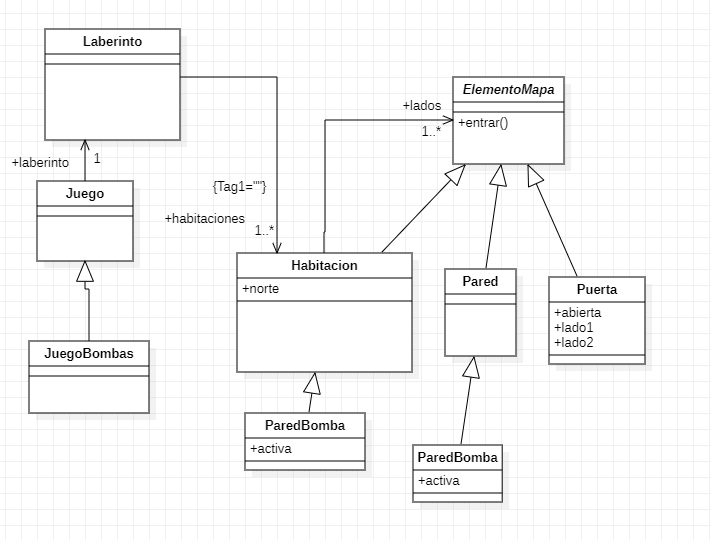 Laberinto
ElementoMapa
+lados
1..*
+entrar()
+laberinto
1
Juego
{Tag1=""}
+habitaciones
1..*
Habitacion
+norte
Pared
Puerta
+abierta
+lado1
+lado2
JuegoBombas
ParedBomba
+activa
ParedBomba
+activa